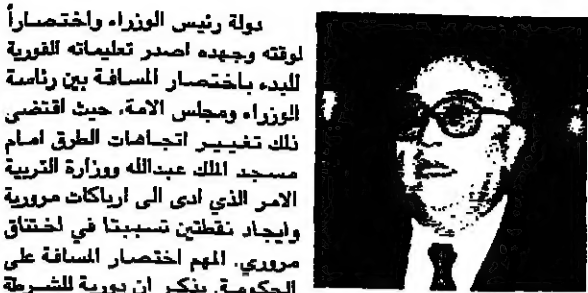 دولة رئيس الوزراء واختصاراً
لوقته وجهده اصدر تعليماته الفورية
للبدء باختصار المسافة بين رئاسة
الوزراء ومجلس الامة، حيث اقتضى
ذلك تغيير اتجاهات الطرق امام
مسجد الملك عبدالله ووزارة التربية
الامر الذي ادى الى ارباكات مرورية
وايجاد نقطتين تسببتا في اختناق
مروري. المهم اختصار المسافة على
الحكومة. يذكر ان دورية للشرطة